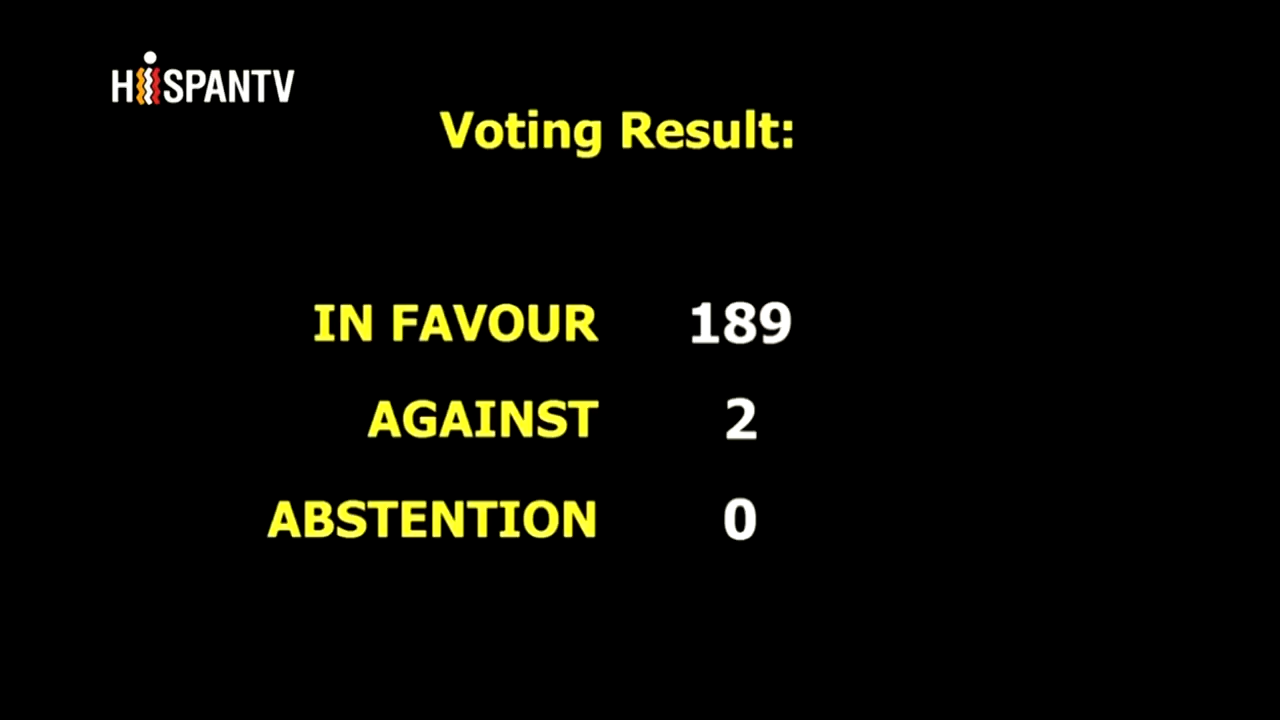 HISPANTV
Voting Result:
IN FAVOUR 189
AGAINST 2
ABSTENTION 0